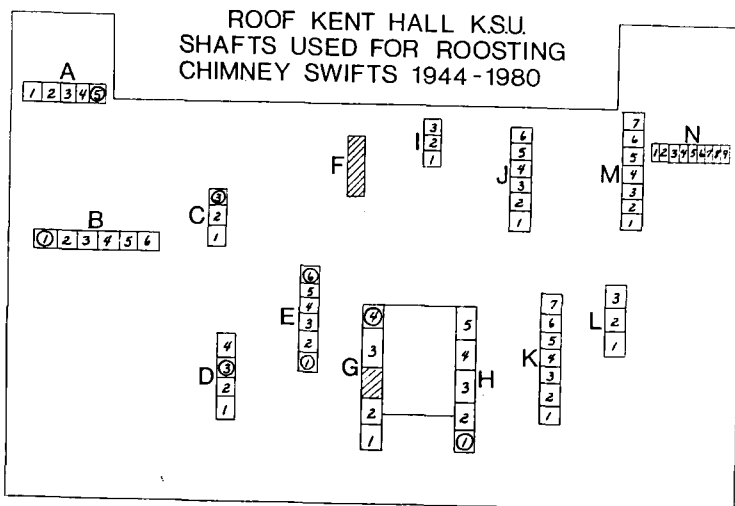 ROOF KENT HALL K.S.U.
SHAFTS USED FOR ROOSTING
CHIMNEY SWIFTS 1944-1980
A
1 2 3 4 5
B
1 2 3 4 5 6
C
3
2
1
D
4
3
2
1
E
6
5
4
3
2
1
F
G
4
3
2
1
H
5
4
3
2
1
I
3
2
1
J
6
5
4
3
2
1
K
7
6
5
4
3
2
1
L
3
2
1
M
7
6
5
4
3
2
1
N
1 2 3 4 5 6 7 8 9